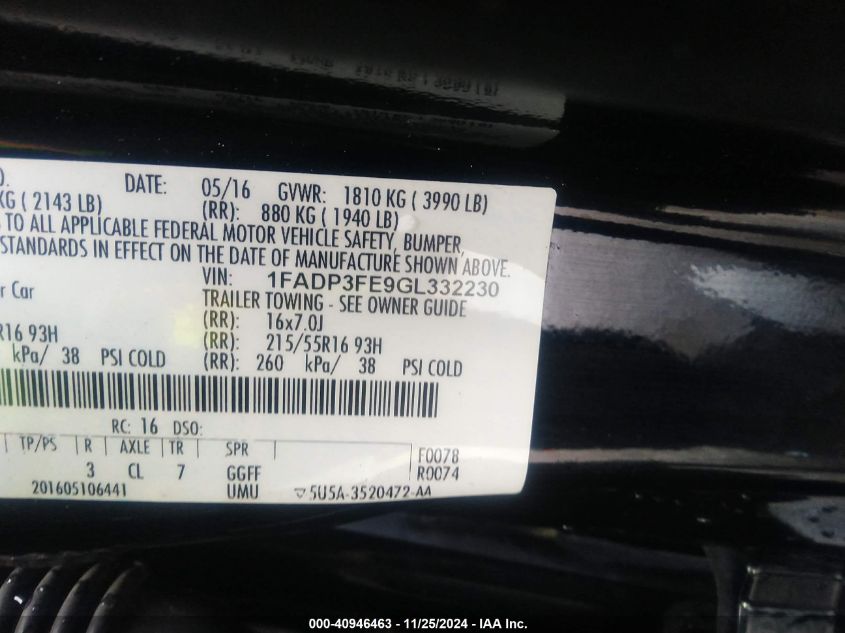 O. DATE: 05/16 GVWR: 1810 KG ( 3990 LB)
KG ( 2143 LB) (RR): 880 KG ( 1940 LB)
TO ALL APPLICABLE FEDERAL MOTOR VEHICLE SAFETY, BUMPER,
STANDARDS IN EFFECT ON THE DATE OF MANUFACTURE SHOWN ABOVE.
VIN: 1FADP3FE9GL332230
r Car TRAILER TOWING - SEE OWNER GUIDE
(RR): 16x7.0J
R16 93H (RR): 215/55R16 93H
kPa/ 38 PSI COLD (RR): 260 kPa/ 38 PSI COLD
RC: 16 DSO:
TP/PS R AXLE TR SPR F0078
3 CL 7 GGFF R0074
201605106441 UMU 5U5A-3520472-AA
000-40946463 - 11/25/2024 - IAA Inc.